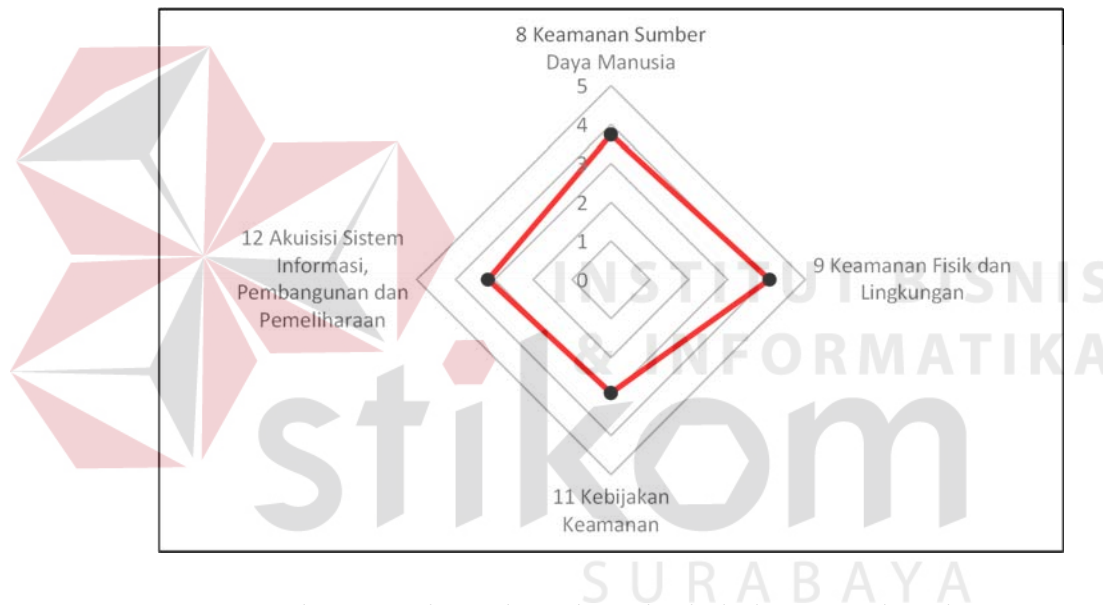 8 Keamanan Sumber
Daya Manusia
5
4
3
2
1
0
12 Akuisisi Sistem
Informasi,
Pembangunan dan
Pemeliharaan
9 Keamanan Fisik dan
Lingkungan
11 Kebijakan
Keamanan
INSTITUT BISNIS
& INFORMATIKA
stikom
SURABAYA